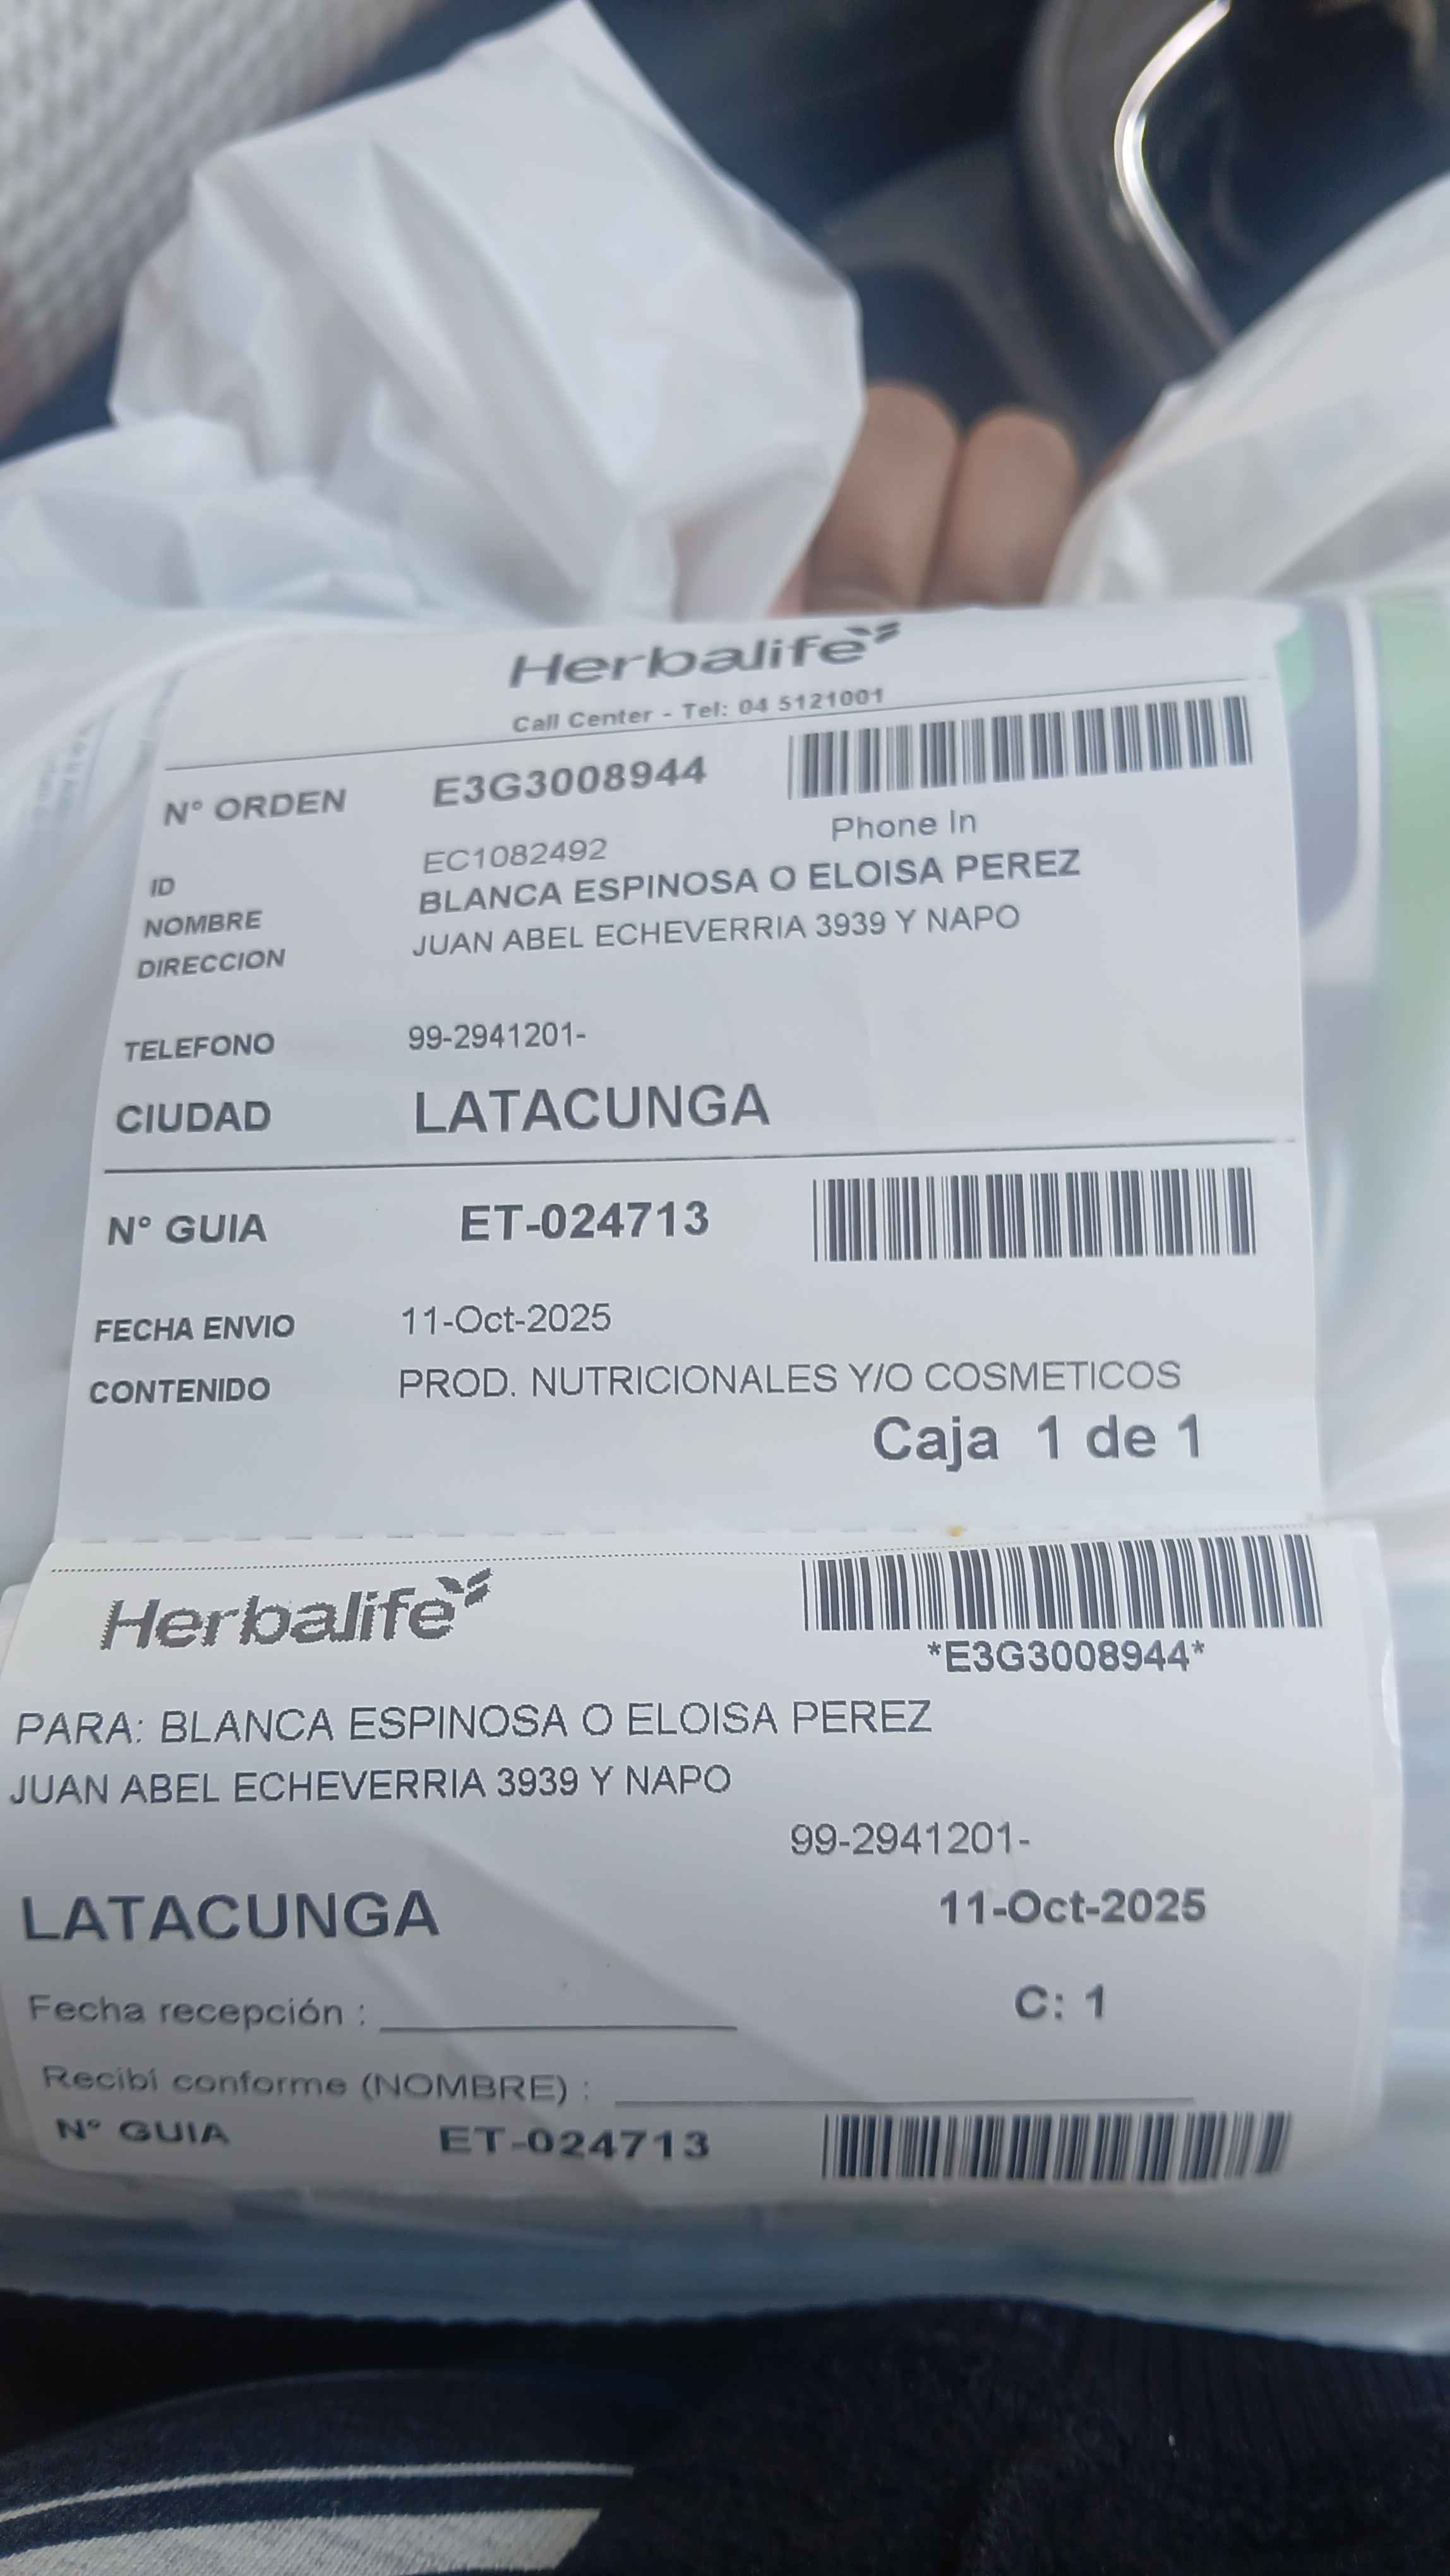 Herbalife
Call Center - Tel: 04 5121001
N° ORDEN E3G3008944
Phone In
ID EC1082492
NOMBRE BLANCA ESPINOSA O ELOISA PEREZ
DIRECCION JUAN ABEL ECHEVERRIA 3939 Y NAPO
TELEFONO 99-2941201-
CIUDAD LATACUNGA
N° GUIA ET-024713
FECHA ENVIO 11-Oct-2025
CONTENIDO PROD. NUTRICIONALES Y/O COSMETICOS
Caja 1 de 1
Herbalife
*E3G3008944*
PARA: BLANCA ESPINOSA O ELOISA PEREZ
JUAN ABEL ECHEVERRIA 3939 Y NAPO
99-2941201-
LATACUNGA 11-Oct-2025
Fecha recepción : C: 1
Recibí conforme (NOMBRE) :
N° GUIA ET-024713